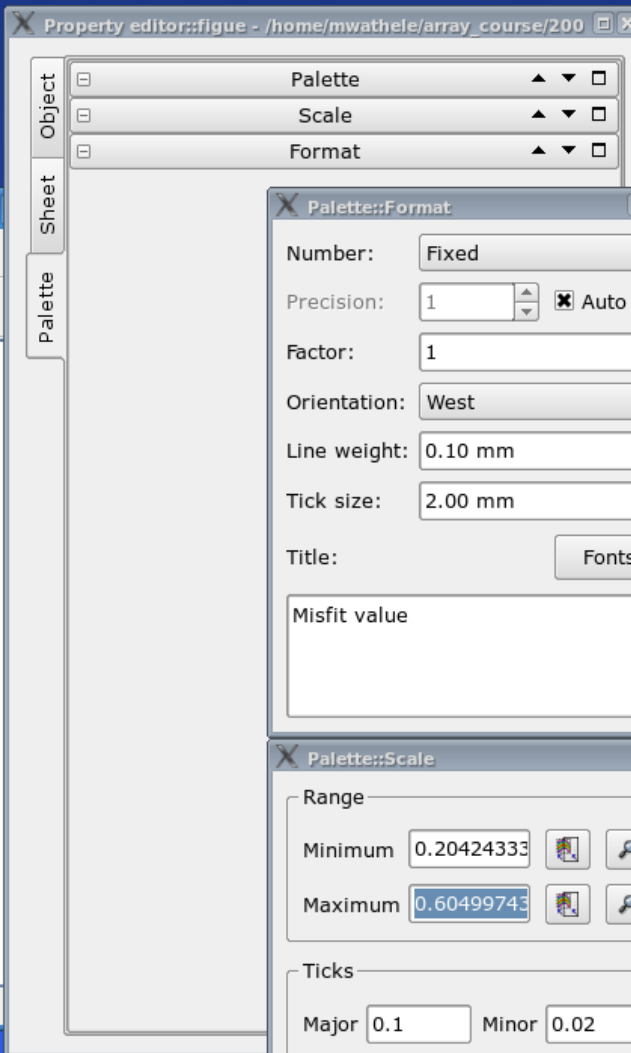 Property editor::figue - /home/mwathele/array_course/200
Object
Sheet
Palette
Palette
Scale
Format
Palette::Format
Number: Fixed
Precision: 1 Auto
Factor: 1
Orientation: West
Line weight: 0.10 mm
Tick size: 2.00 mm
Title: Fonts
Misfit value
Palette::Scale
Range
Minimum 0.20424333
Maximum 0.60499743
Ticks
Major 0.1 Minor 0.02